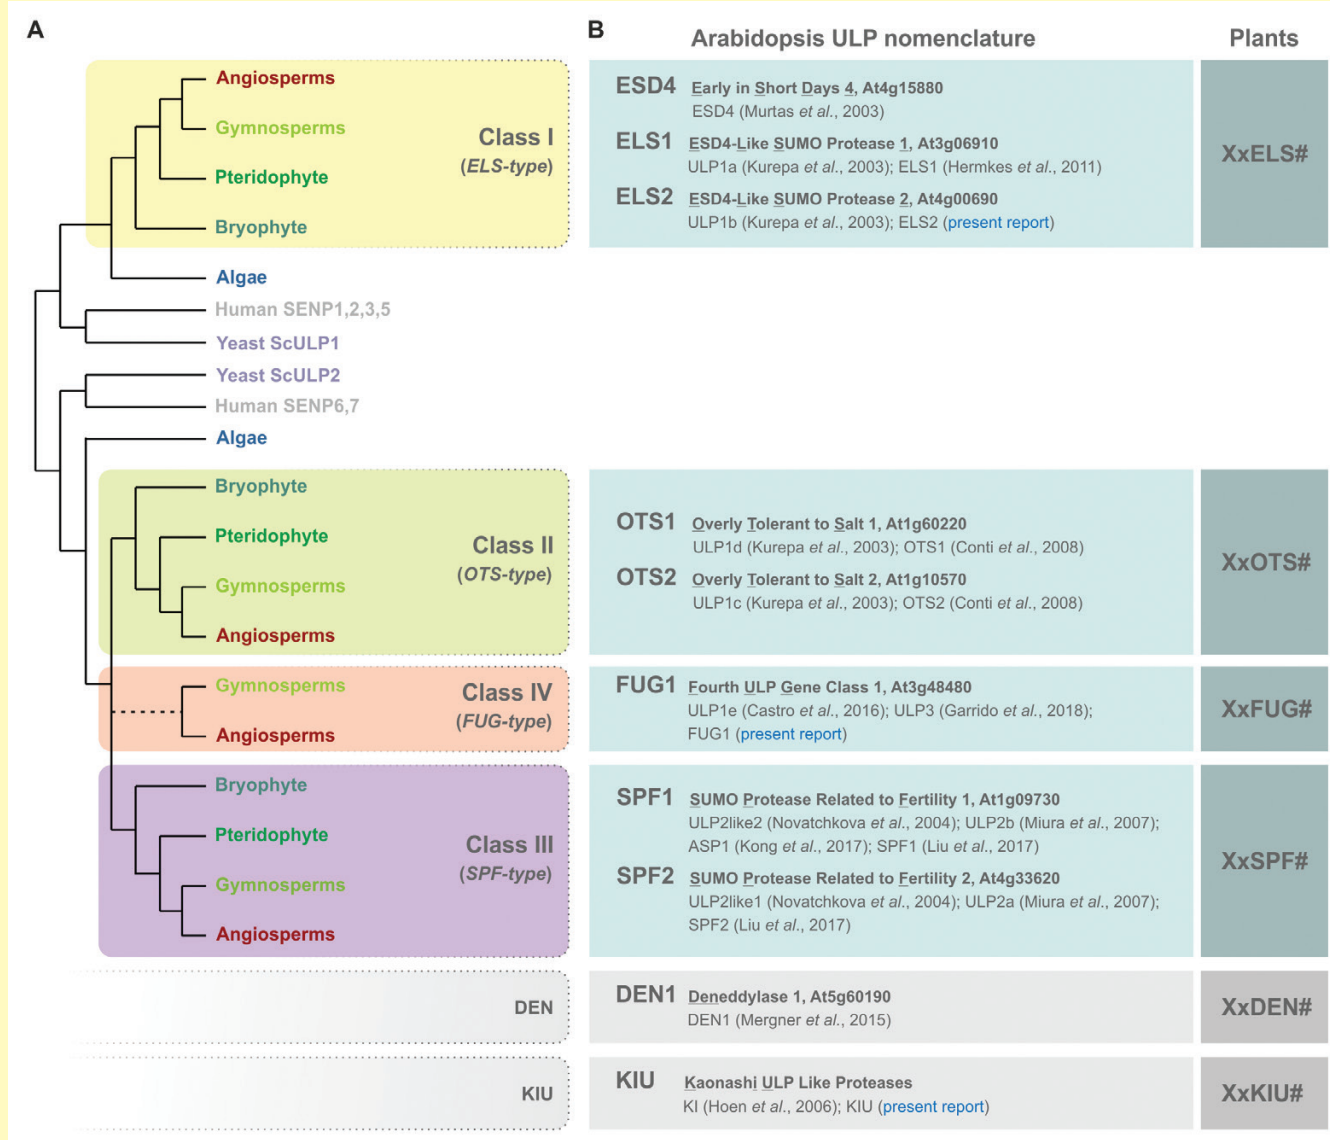 A
Angiosperms
Gymnosperms
Pteridophyte
Bryophyte
Class I
(ELS-type)
Algae
Human SENP1,2,3,5
Yeast ScULP1
Yeast ScULP2
Human SENP6,7
Algae
Bryophyte
Pteridophyte
Gymnosperms
Angiosperms
Class II
(OTS-type)
Gymnosperms
Angiosperms
Class IV
(FUG-type)
Bryophyte
Pteridophyte
Gymnosperms
Angiosperms
Class III
(SPF-type)
DEN
KIU
B
Arabidopsis ULP nomenclature
Plants
ESD4 Early in Short Days 4, At4g15880
ESD4 (Murtas et al., 2003)
ELS1 ESD4-Like SUMO Protease 1, At3g06910
ULP1a (Kurepa et al., 2003); ELS1 (Hermkes et al., 2011)
ELS2 ESD4-Like SUMO Protease 2, At4g00690
ULP1b (Kurepa et al., 2003); ELS2 (present report)
XxELS#
OTS1 Overly Tolerant to Salt 1, At1g60220
ULP1d (Kurepa et al., 2003); OTS1 (Conti et al., 2008)
OTS2 Overly Tolerant to Salt 2, At1g10570
ULP1c (Kurepa et al., 2003); OTS2 (Conti et al., 2008)
XxOTS#
FUG1 Fourth ULP Gene Class 1, At3g48480
ULP1e (Castro et al., 2016); ULP3 (Garrido et al., 2018);
FUG1 (present report)
XxFUG#
SPF1 SUMO Protease Related to Fertility 1, At1g09730
ULP2like2 (Novatchkova et al., 2004); ULP2b (Miura et al., 2007);
ASP1 (Kong et al., 2017); SPF1 (Liu et al., 2017)
SPF2 SUMO Protease Related to Fertility 2, At4g33620
ULP2like1 (Novatchkova et al., 2004); ULP2a (Miura et al., 2007);
SPF2 (Liu et al., 2017)
XxSPF#
DEN1 Deneddylase 1, At5g60190
DEN1 (Mergner et al., 2015)
XxDEN#
KIU Kaonashi ULP Like Proteases
KI (Hoen et al., 2006); KIU (present report)
XxKIU#